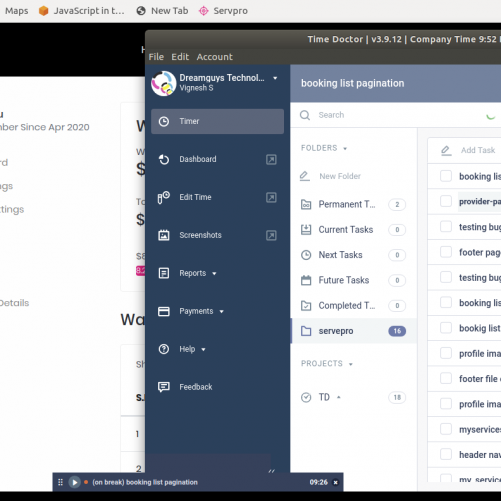 Maps JavaScript in t… New Tab Servpro
Time Doctor | v3.9.12 | Company Time 9:52
File Edit Account
Dreamguys Technol...
Vignesh S
booking list pagination
Timer
Dashboard
Edit Time
Screenshots
Reports
Payments
Help
Feedback
Search
FOLDERS
New Folder
Permanent T... 2
Current Tasks 0
Next Tasks 0
Future Tasks 0
Completed T... 0
servepro 16
PROJECTS
TD 18
Add Task
booking lis
provider-pa
testing bug
footer pag
testing bug
booking lis
bookig list
profile ima
footer file
profile ima
myservices
header nav
my_service
mber Since Apr 2020
Details
Wa
$
$
1
2
(on break) booking list pagination 09:26